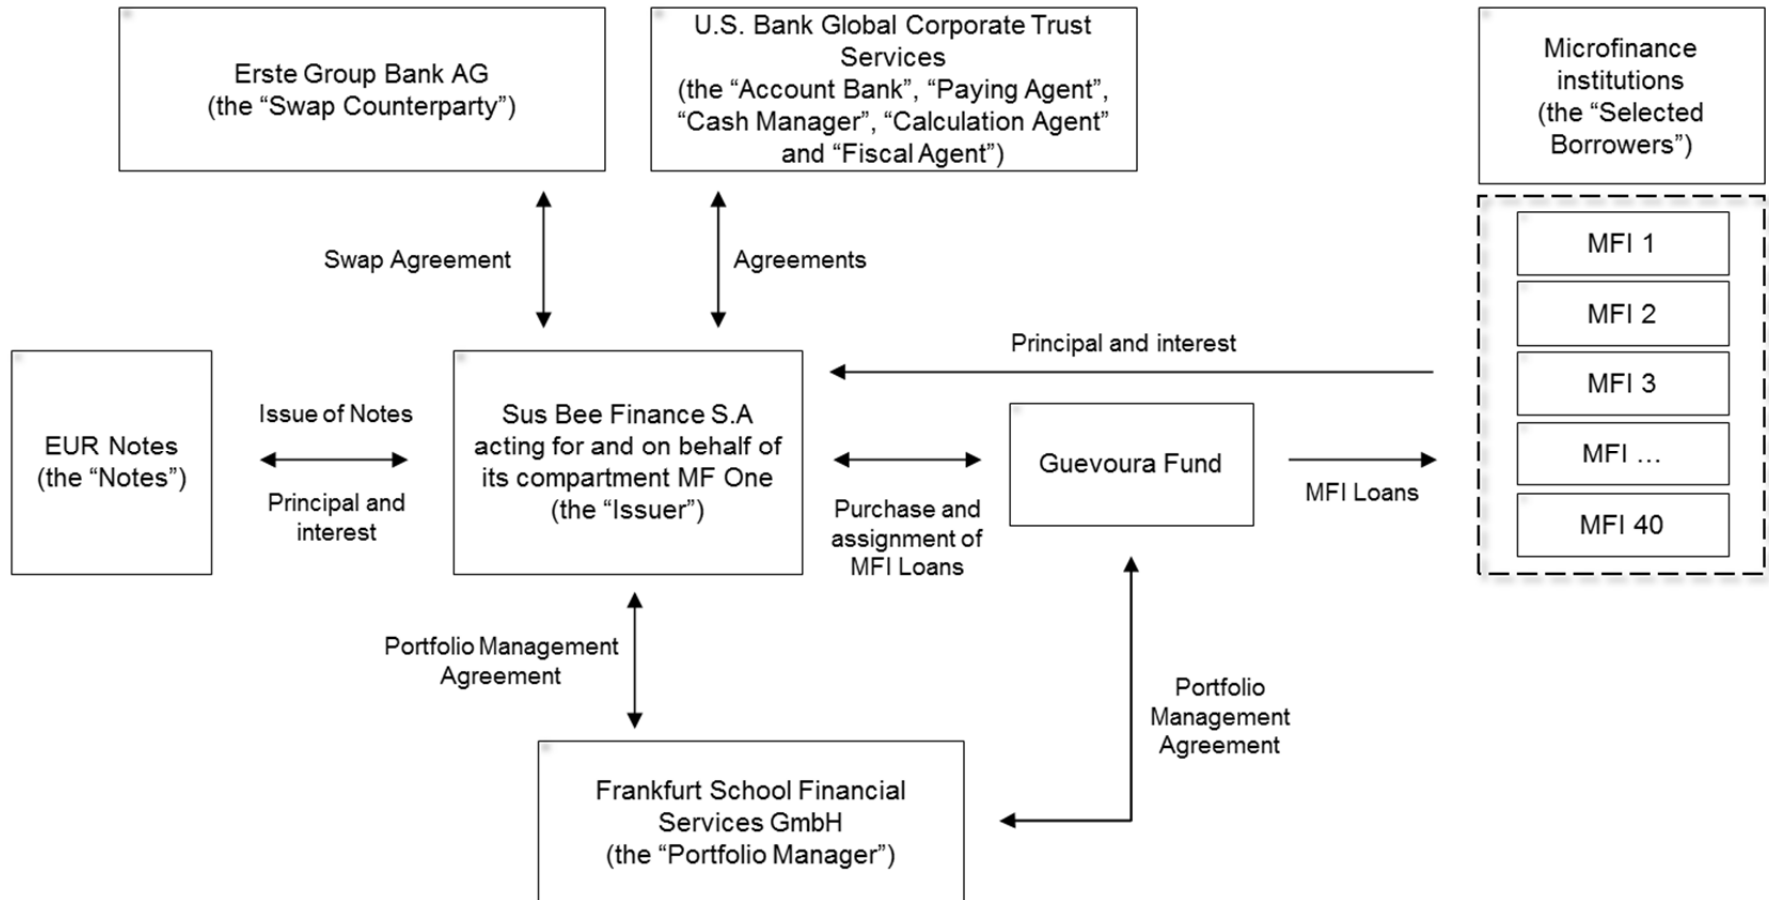 Erste Group Bank AG
(the “Swap Counterparty”)
U.S. Bank Global Corporate Trust
Services
(the “Account Bank”, “Paying Agent”,
“Cash Manager”, “Calculation Agent”
and “Fiscal Agent”)
Microfinance
institutions
(the “Selected
Borrowers”)
Swap Agreement
Agreements
MFI 1
MFI 2
MFI 3
MFI ...
MFI 40
Principal and interest
EUR Notes
(the “Notes”)
Issue of Notes
Principal and
interest
Sus Bee Finance S.A
acting for and on behalf of
its compartment MF One
(the “Issuer”)
Purchase and
assignment of
MFI Loans
Guevoura Fund
MFI Loans
Portfolio Management
Agreement
Portfolio
Management
Agreement
Frankfurt School Financial
Services GmbH
(the “Portfolio Manager”)